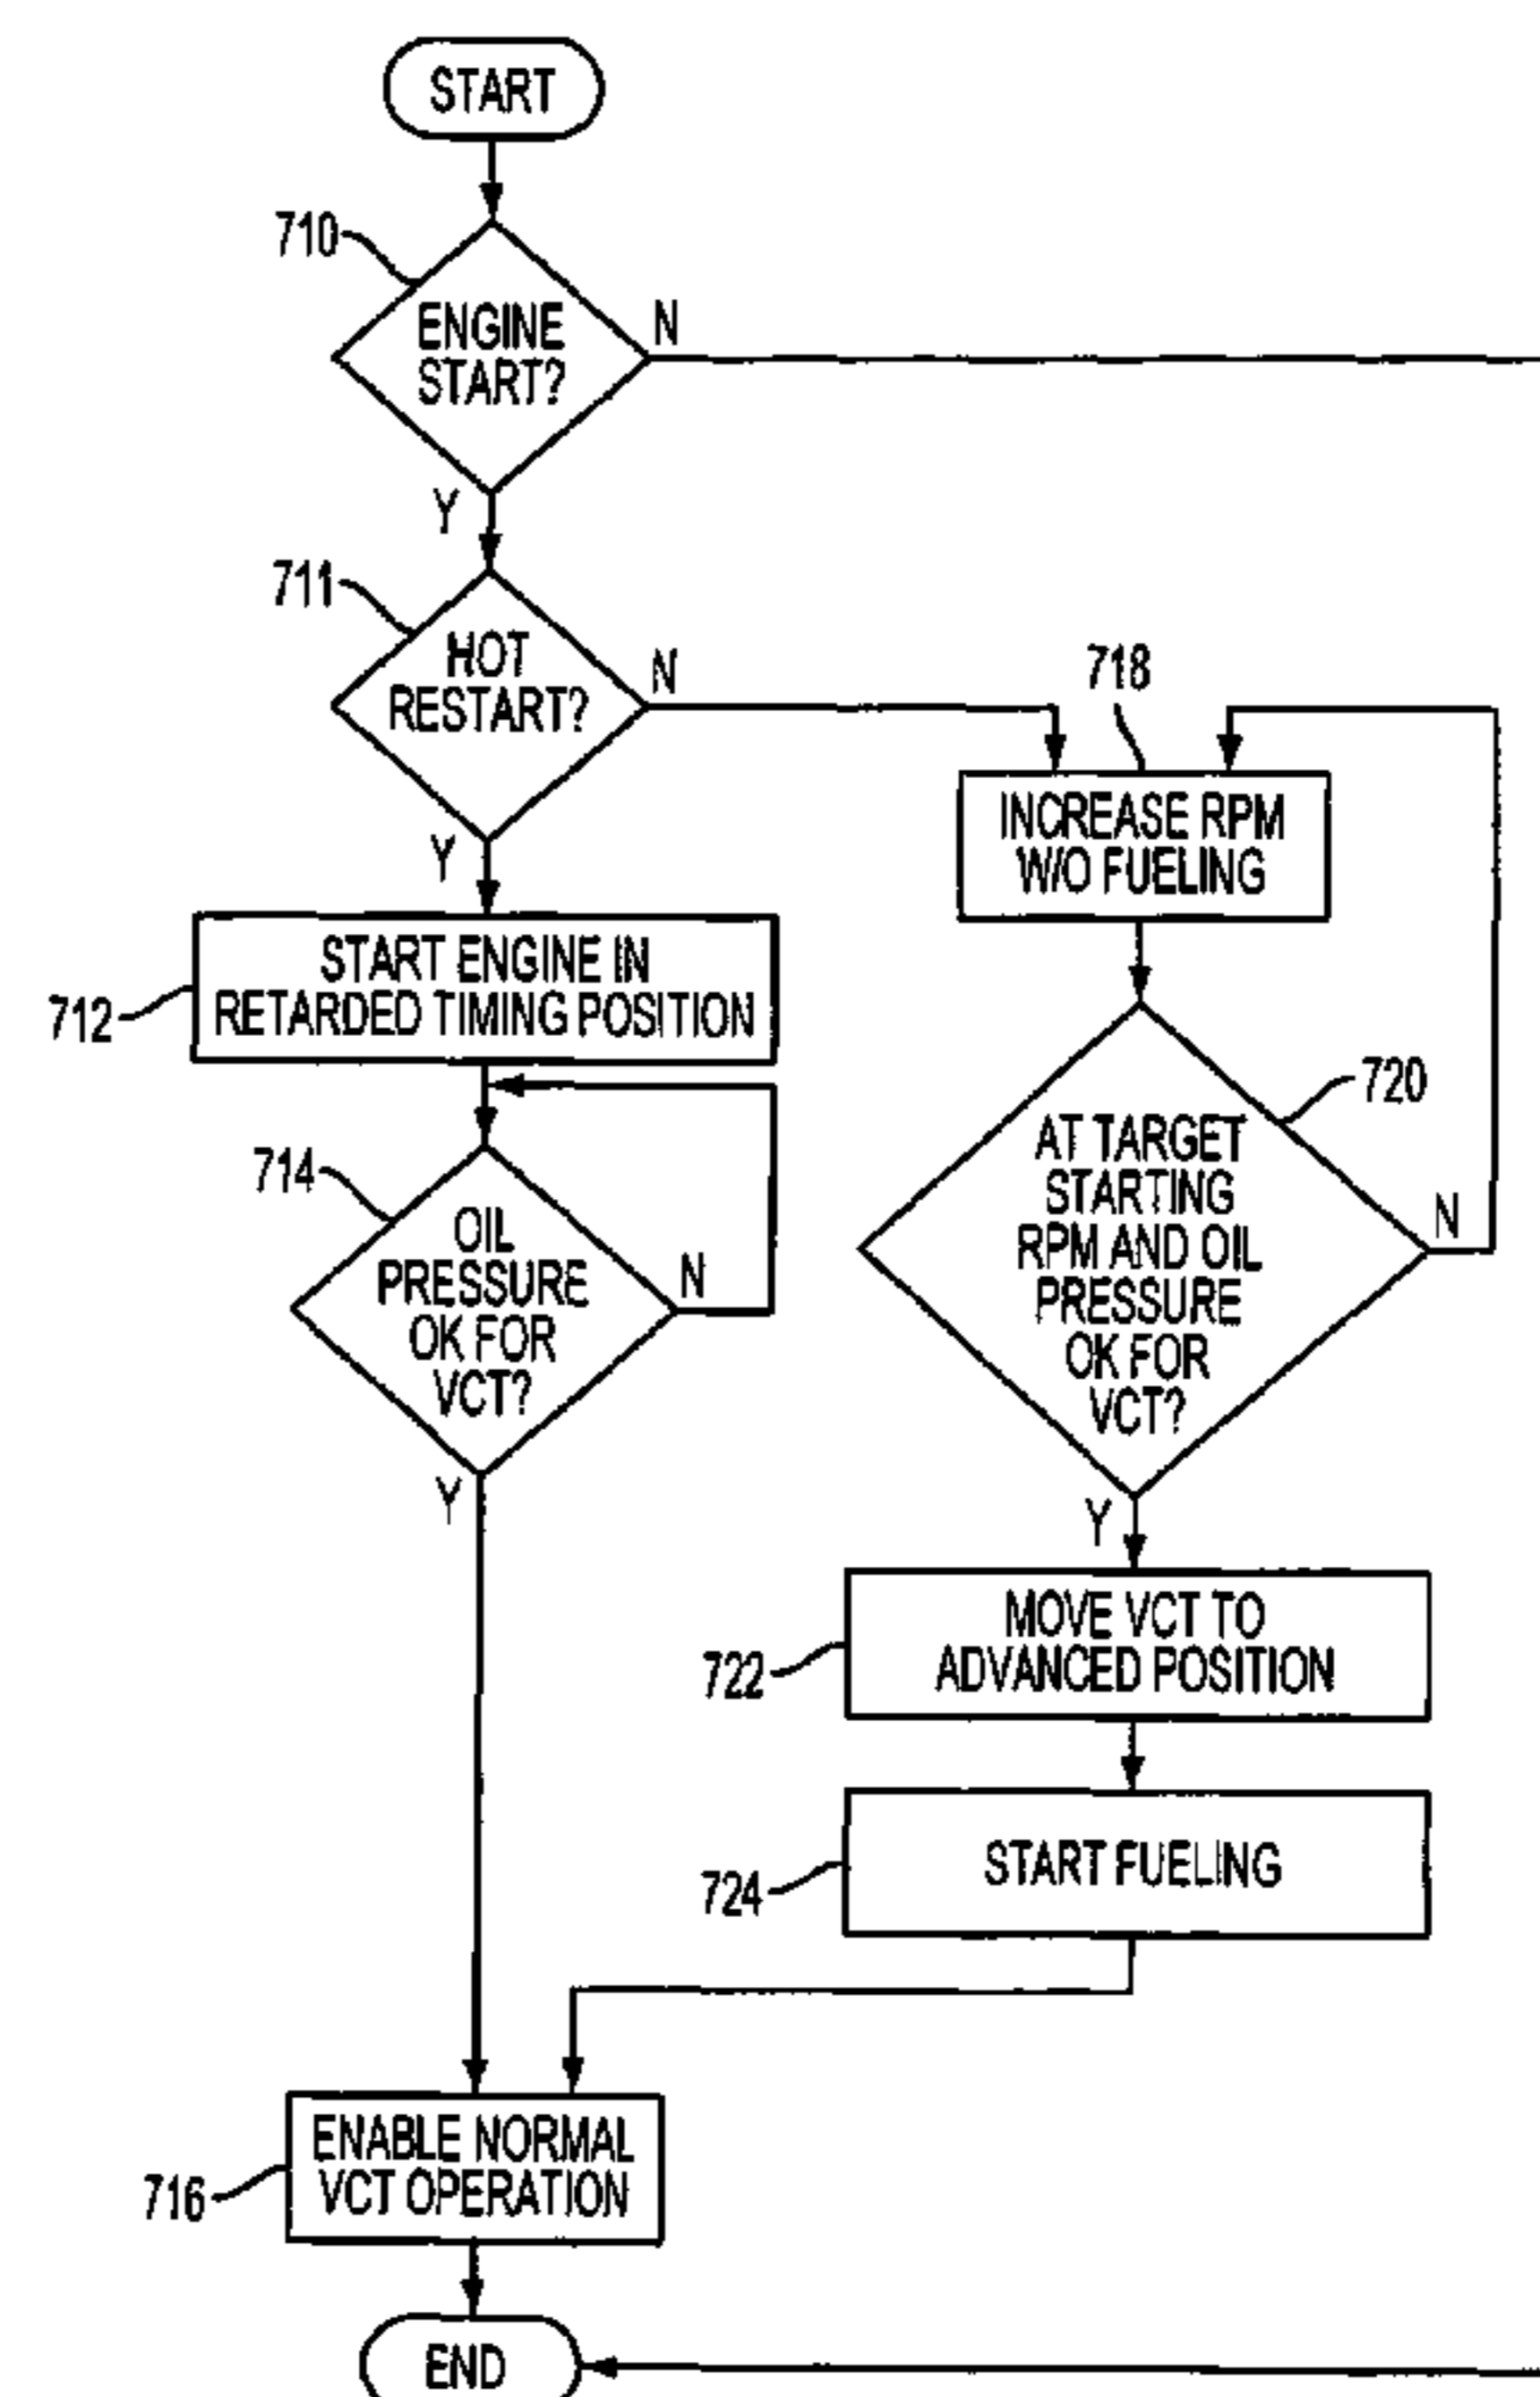 START
710
ENGINE
START?
N
Y
711
HOT
RESTART?
N
Y
718
INCREASE RPM
W/O FUELING
START ENGINE IN
RETARDED TIMING POSITION
712
720
AT TARGET
STARTING
RPM AND OIL
PRESSURE
OK FOR
VCT?
N
Y
714
OIL
PRESSURE
OK FOR
VCT?
N
Y
MOVE VCT TO
ADVANCED POSITION
722
START FUELING
724
ENABLE NORMAL
VCT OPERATION
716
END